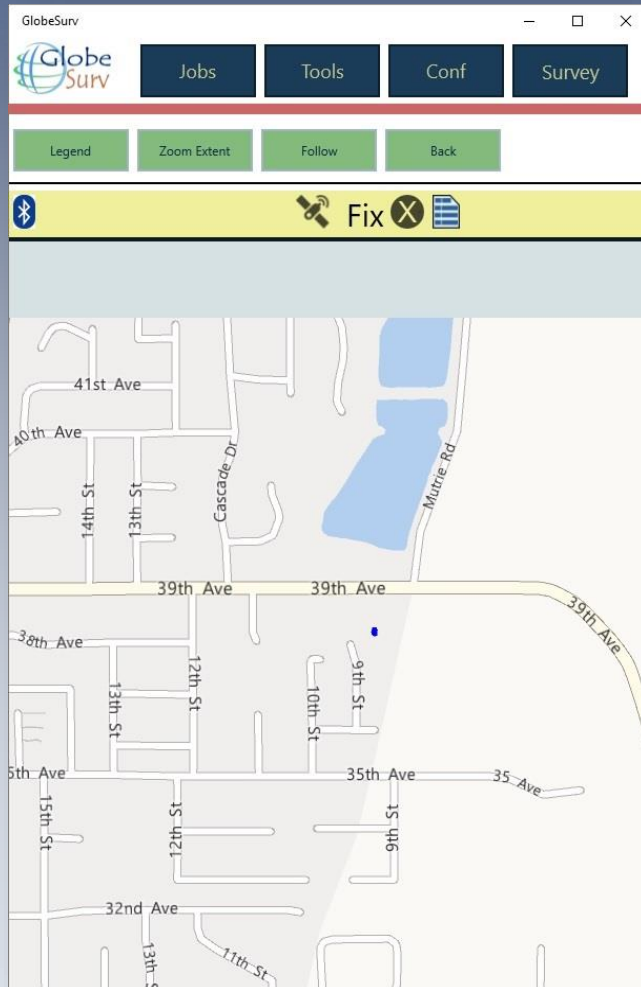 GlobeSurv
Globe
Surv
Jobs
Tools
Conf
Survey
Legend
Zoom Extent
Follow
Back
Fix
41st Ave
40th Ave
Cascade Dr
Mutrie Rd
14th St
13th St
39th Ave
39th Ave
39th Ave
38th Ave
12th St
13th St
10th St
9th St
5th Ave
35th Ave
35 Ave
15th St
12th St
9th St
32nd Ave
13th St
11th St